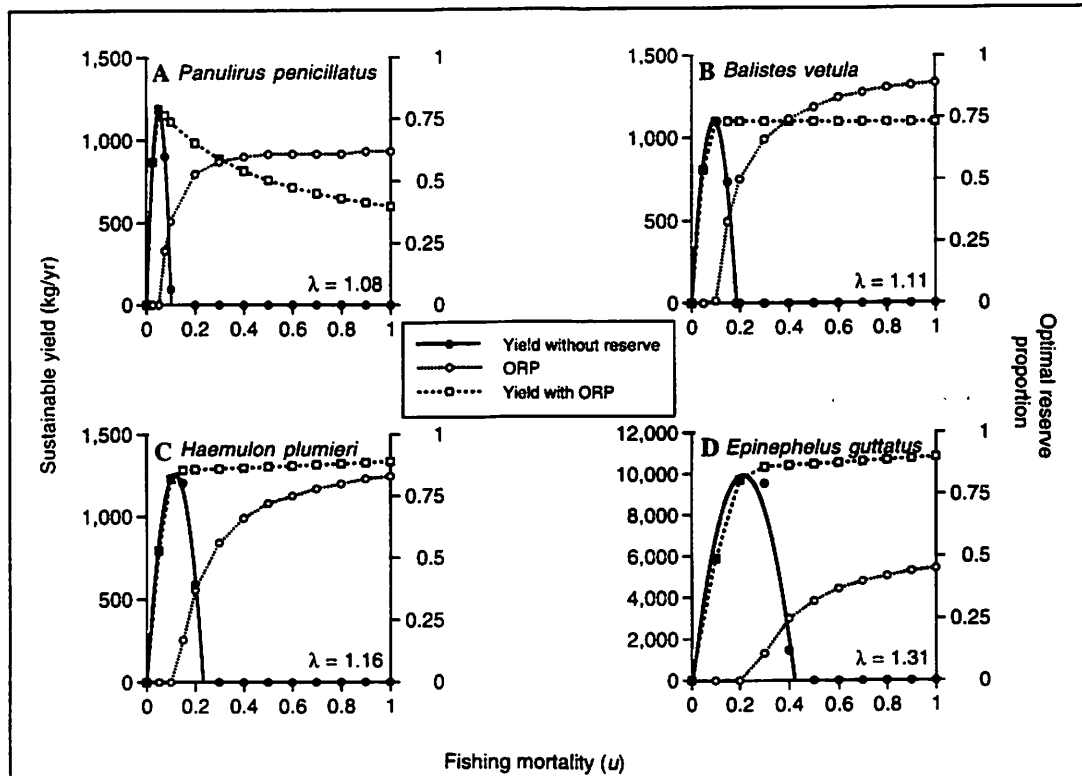 A Panulirus penicillatus
1,500
1,000
500
0
1
0.75
0.5
0.25
0
0 0.2 0.4 0.6 0.8 1
λ = 1.08
B Balistes vetula
1,500
1,000
500
0
1
0.75
0.5
0.25
0
0 0.2 0.4 0.6 0.8 1
λ = 1.11
Yield without reserve
ORP
Yield with ORP
Sustainable yield (kg/yr)
Optimal reserve
proportion
C Haemulon plumieri
1,500
1,000
500
0
1
0.75
0.5
0.25
0
0 0.2 0.4 0.6 0.8 1
λ = 1.16
D Epinephelus guttatus
12,000
10,000
8,000
6,000
4,000
2,000
0
1
0.75
0.5
0.25
0
0 0.2 0.4 0.6 0.8 1
λ = 1.31
Fishing mortality (u)